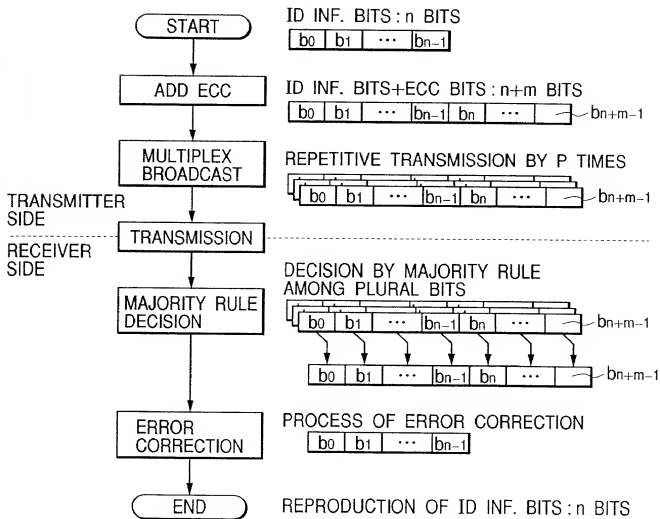 START
ID INF. BITS : n BITS
b0 b1 ··· bn-1
ADD ECC
ID INF. BITS+ECC BITS : n+m BITS
b0 b1 ··· bn-1 bn ··· bn+m-1
MULTIPLEX
BROADCAST
REPETITIVE TRANSMISSION BY P TIMES
b0 b1 ··· bn-1 bn ··· bn+m-1
TRANSMITTER
SIDE
TRANSMISSION
RECEIVER
SIDE
MAJORITY RULE
DECISION
DECISION BY MAJORITY RULE
AMONG PLURAL BITS
b0 b1 ··· bn-1 bn ··· bn+m-1
b0 b1 ··· bn-1 bn ··· bn+m-1
ERROR
CORRECTION
PROCESS OF ERROR CORRECTION
b0 b1 ··· bn-1
END
REPRODUCTION OF ID INF. BITS : n BITS